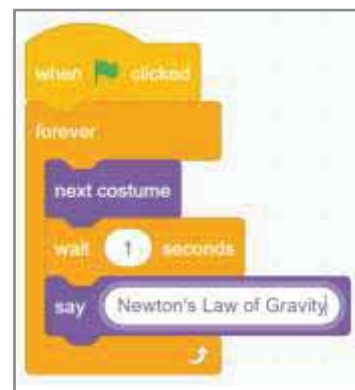 when clicked
forever
next costume
wait 1 seconds
say Newton's Law of Gravity